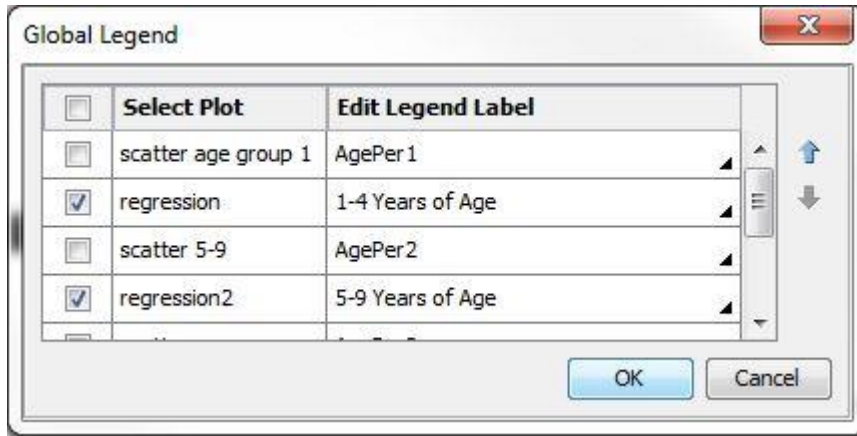 Global Legend
Select Plot Edit Legend Label
scatter age group 1 AgePer1
regression 1-4 Years of Age
scatter 5-9 AgePer2
regression2 5-9 Years of Age
OK Cancel